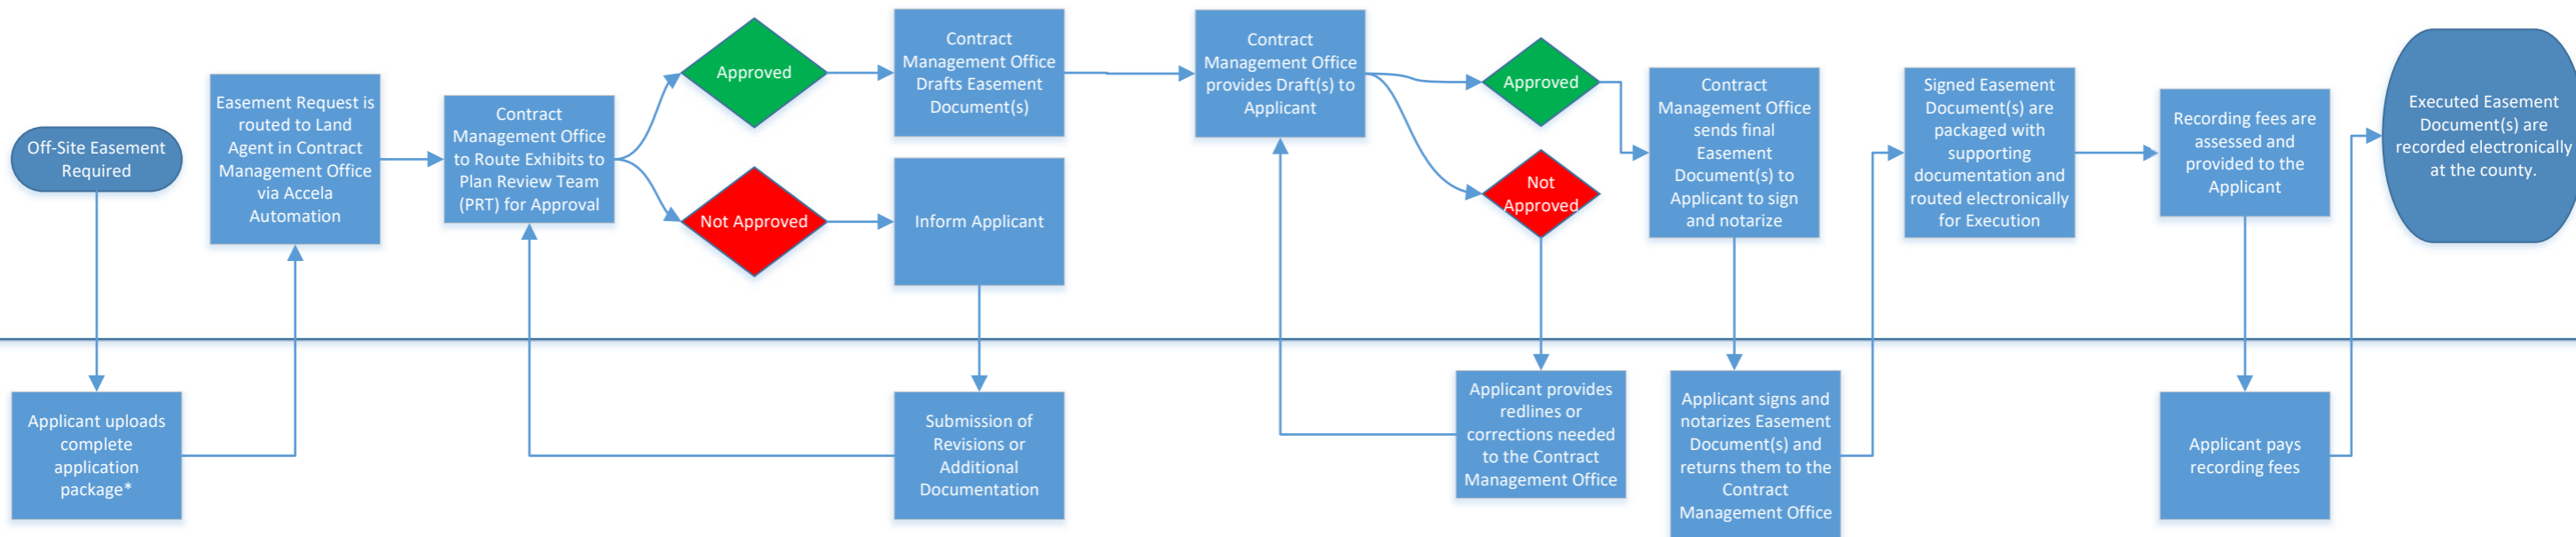 Off-Site Easement
Required
Applicant uploads
complete
application
package*
Easement Request is
routed to Land
Agent in Contract
Management Office
via Accela
Automation
Contract
Management Office
to Route Exhibits to
Plan Review Team
(PRT) for Approval
Approved
Not Approved
Contract
Management Office
Drafts Easement
Document(s)
Inform Applicant
Submission of
Revisions or
Additional
Documentation
Contract
Management Office
provides Draft(s) to
Applicant
Approved
Not
Approved
Applicant provides
redlines or
corrections needed
to the Contract
Management Office
Contract
Management Office
sends final
Easement
Document(s) to
Applicant to sign
and notarize
Applicant signs and
notarizes Easement
Document(s) and
returns them to the
Contract
Management Office
Signed Easement
Document(s) are
packaged with
supporting
documentation and
routed electronically
for Execution
Recording fees are
assessed and
provided to the
Applicant
Applicant pays
recording fees
Executed Easement
Document(s) are
recorded electronically
at the county.